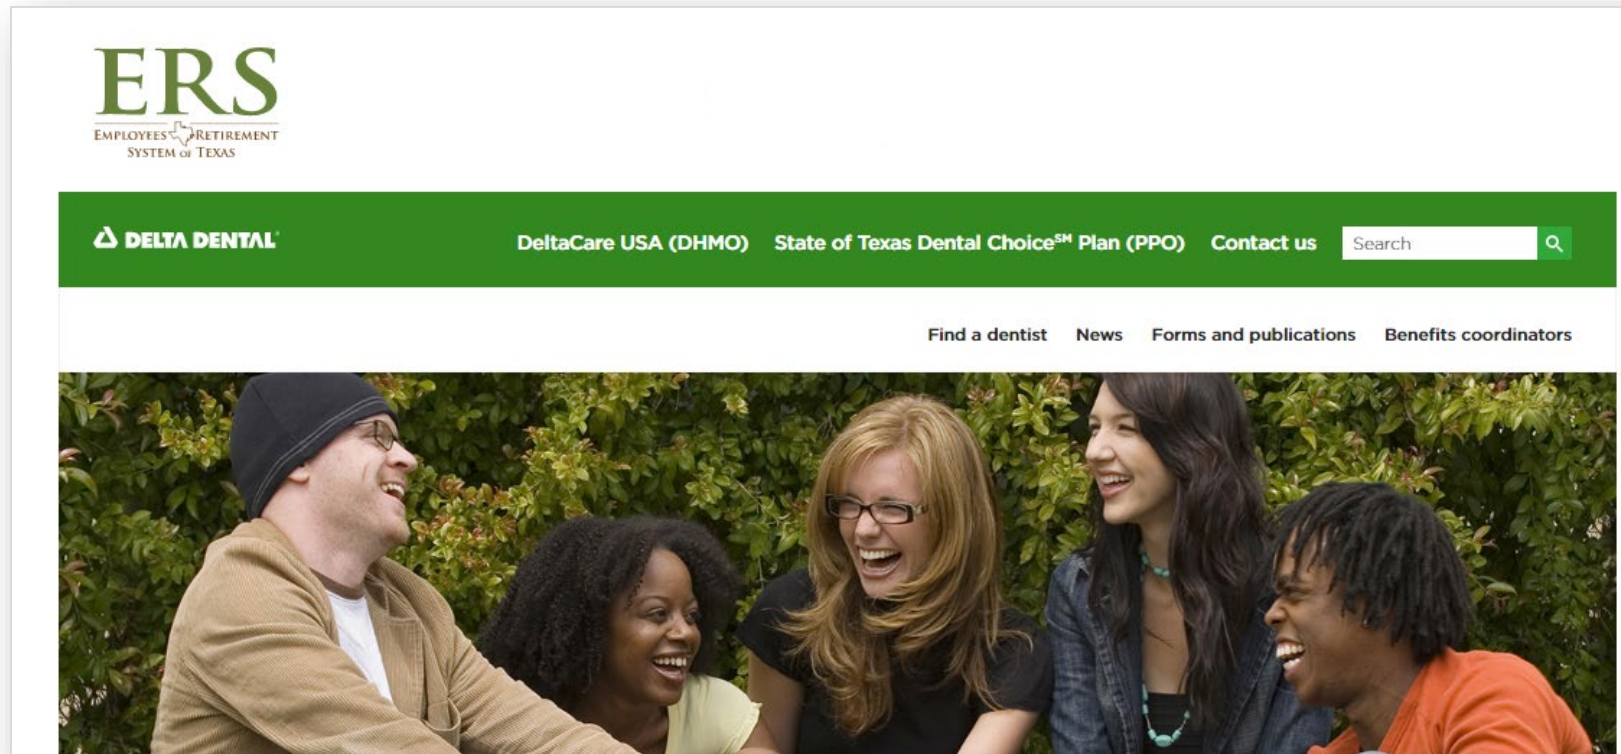 ERS
EMPLOYEES RETIREMENT
SYSTEM OF TEXAS
DELTA DENTAL
DeltaCare USA (DHMO) State of Texas Dental Choice℠ Plan (PPO) Contact us Search
Find a dentist News Forms and publications Benefits coordinators